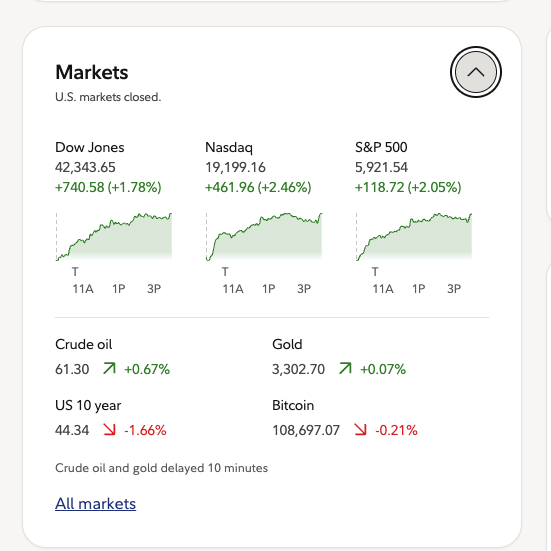 Markets
U.S. markets closed.
Dow Jones
42,343.65
+740.58 (+1.78%)
T
11A 1P 3P
Nasdaq
19,199.16
+461.96 (+2.46%)
T
11A 1P 3P
S&P 500
5,921.54
+118.72 (+2.05%)
T
11A 1P 3P
Crude oil
61.30 +0.67%
Gold
3,302.70 +0.07%
US 10 year
44.34 -1.66%
Bitcoin
108,697.07 -0.21%
Crude oil and gold delayed 10 minutes
All markets